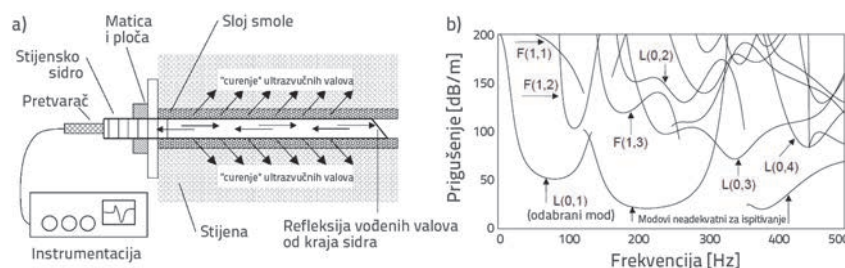 a)
Matica
i ploča
Sloj smole
Stijensko
sidro
Pretvarač
"curenje" ultrazvučnih valova
"curenje" ultrazvučnih valova
Instrumentacija
Stijena
Refleksija vođenih valova
od kraja sidra
b)
Prigušenje [dB/m]
200
150
100
50
0
F(1,1)
F(1,2)
L(0,2)
F(1,3)
L(0,1)
(odabrani mod)
L(0,3)
L(0,4)
Modovi neadekvatni za ispitivanje
0
100
200
300
400
500
Frekvencija [Hz]